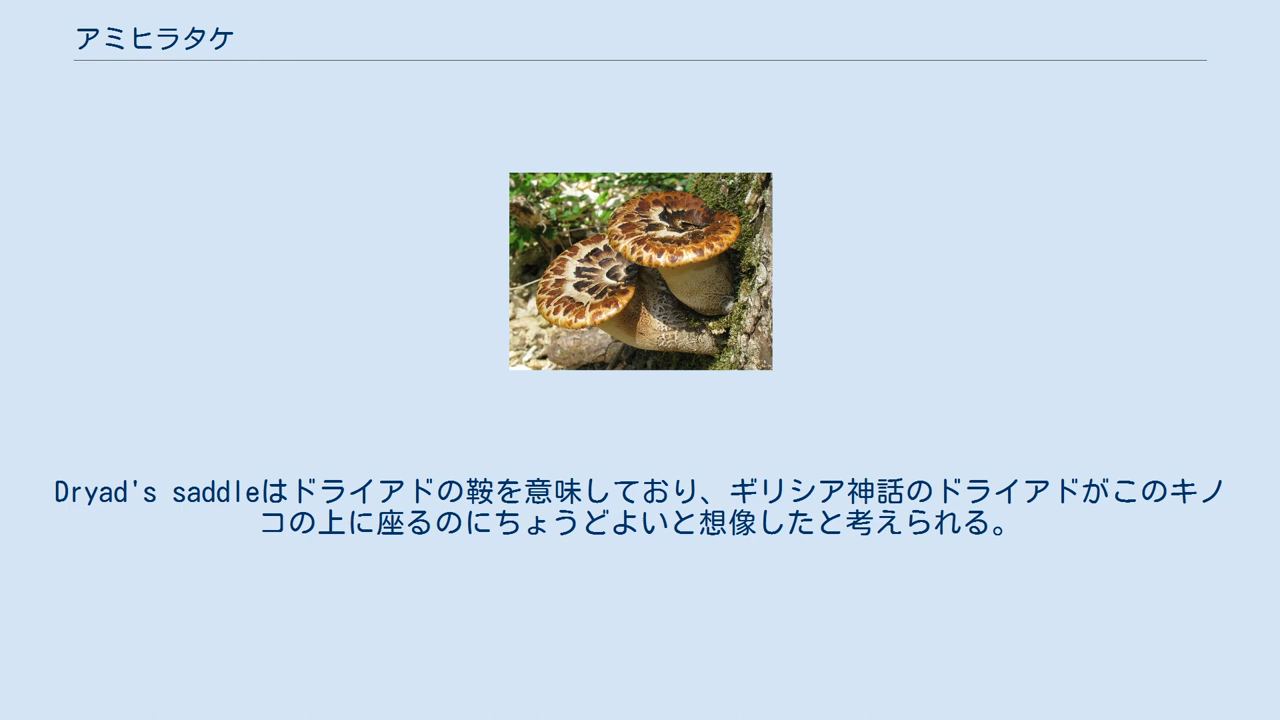 アミヒラタケ
Dryad's saddleはドライアドの鞍を意味しており、ギリシア神話のドライアドがこのキノ
コの上に座るのにちょうどよいと想像したと考えられる。